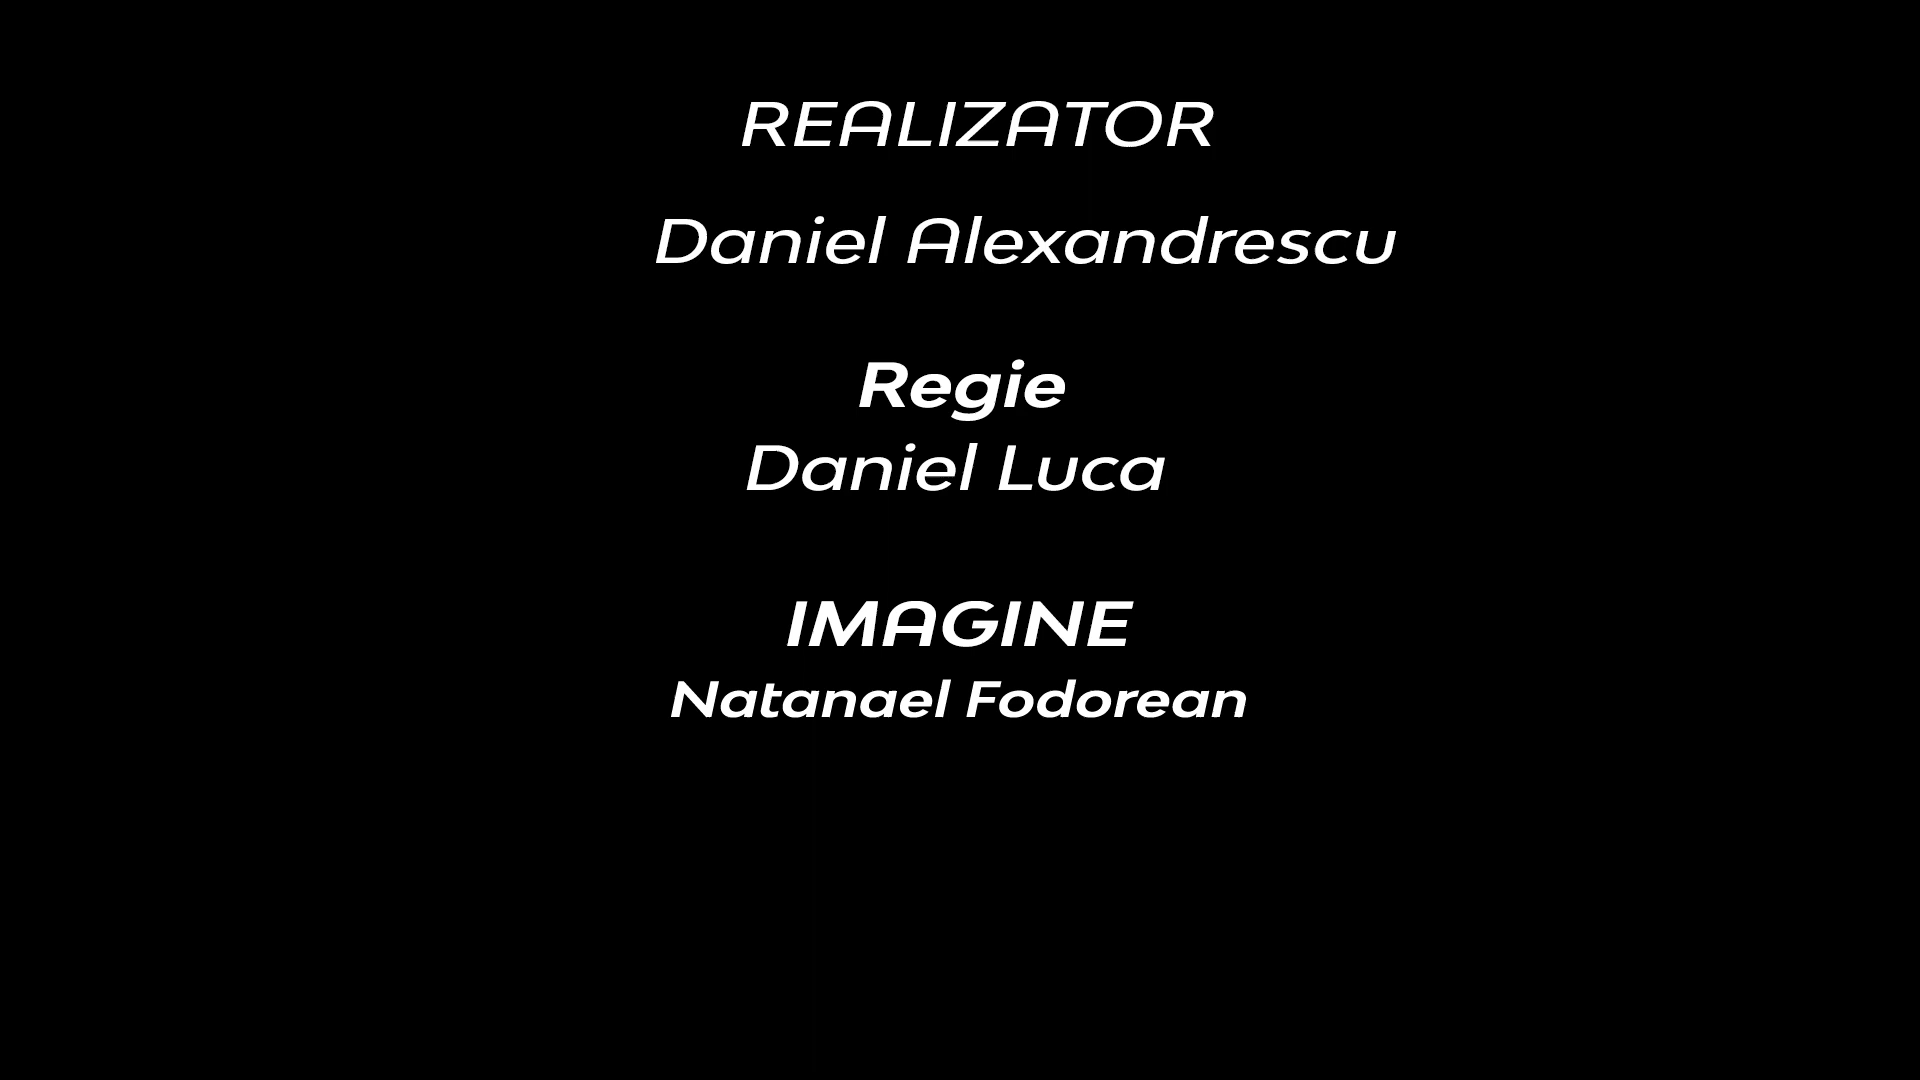 REALIZATOR
Daniel Alexandrescu
Regie
Daniel Luca
IMAGINE
Natanael Fodorean